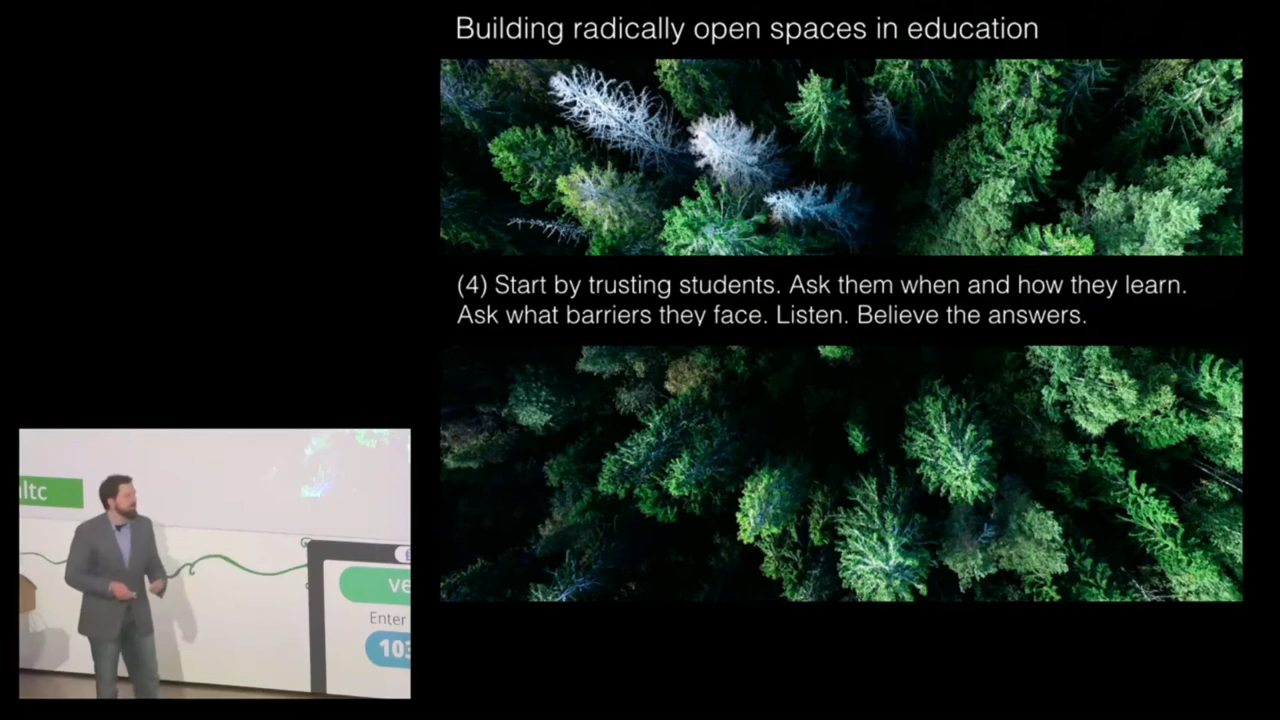 Building radically open spaces in education
(4) Start by trusting students. Ask them when and how they learn.
Ask what barriers they face. Listen. Believe the answers.
ltc
Enter
103